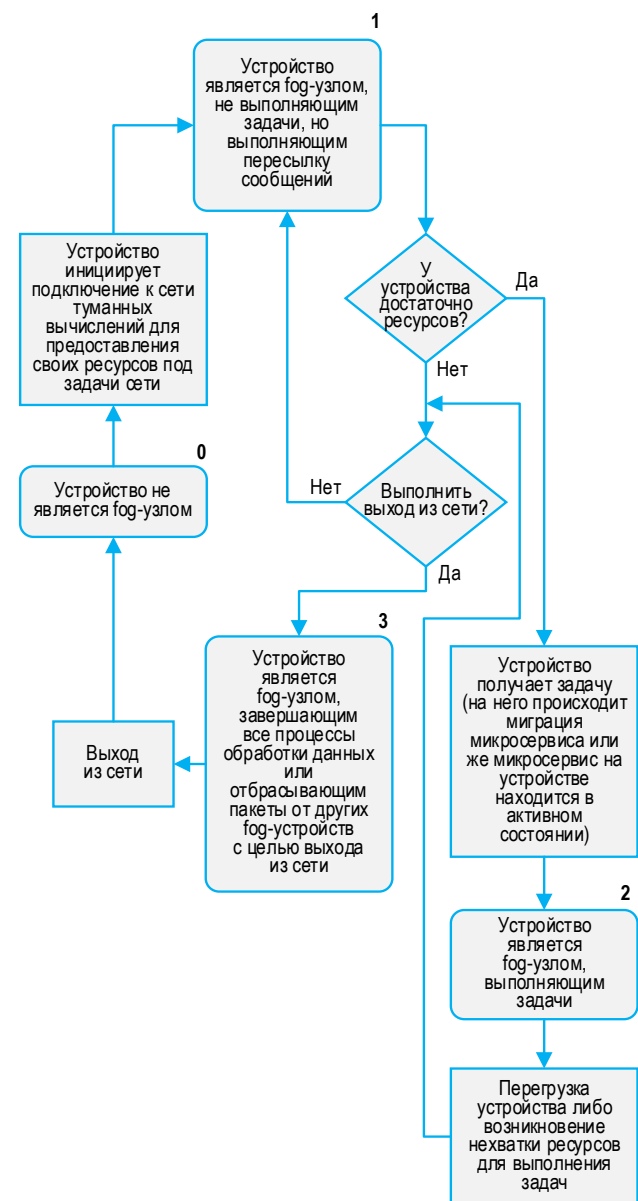 1
Устройство
является fog-узлом,
не выполняющим
задачи, но
выполняющим
пересылку
сообщений
Устройство
инициирует
подключение к сети
туманных
вычислений для
предоставления
своих ресурсов под
задачи сети
У
устройства
достаточно
ресурсов?
Да
Нет
0
Устройство не
является fog-узлом
Нет
Выполнить
выход из сети?
Да
3
Устройство
является
fog-узлом,
завершающим
все процессы
обработки данных
или
отбрасывающим
пакеты от других
fog-устройств
с целью выхода
из сети
Выход
из сети
Устройство
получает задачу
(на него происходит
миграция
микросервиса или
же микросервис на
устройстве
находится в
активном
состоянии)
2
Устройство
является
fog-узлом,
выполняющим
задачи
Перегрузка
устройства либо
возникновение
нехватки ресурсов
для выполнения
задач